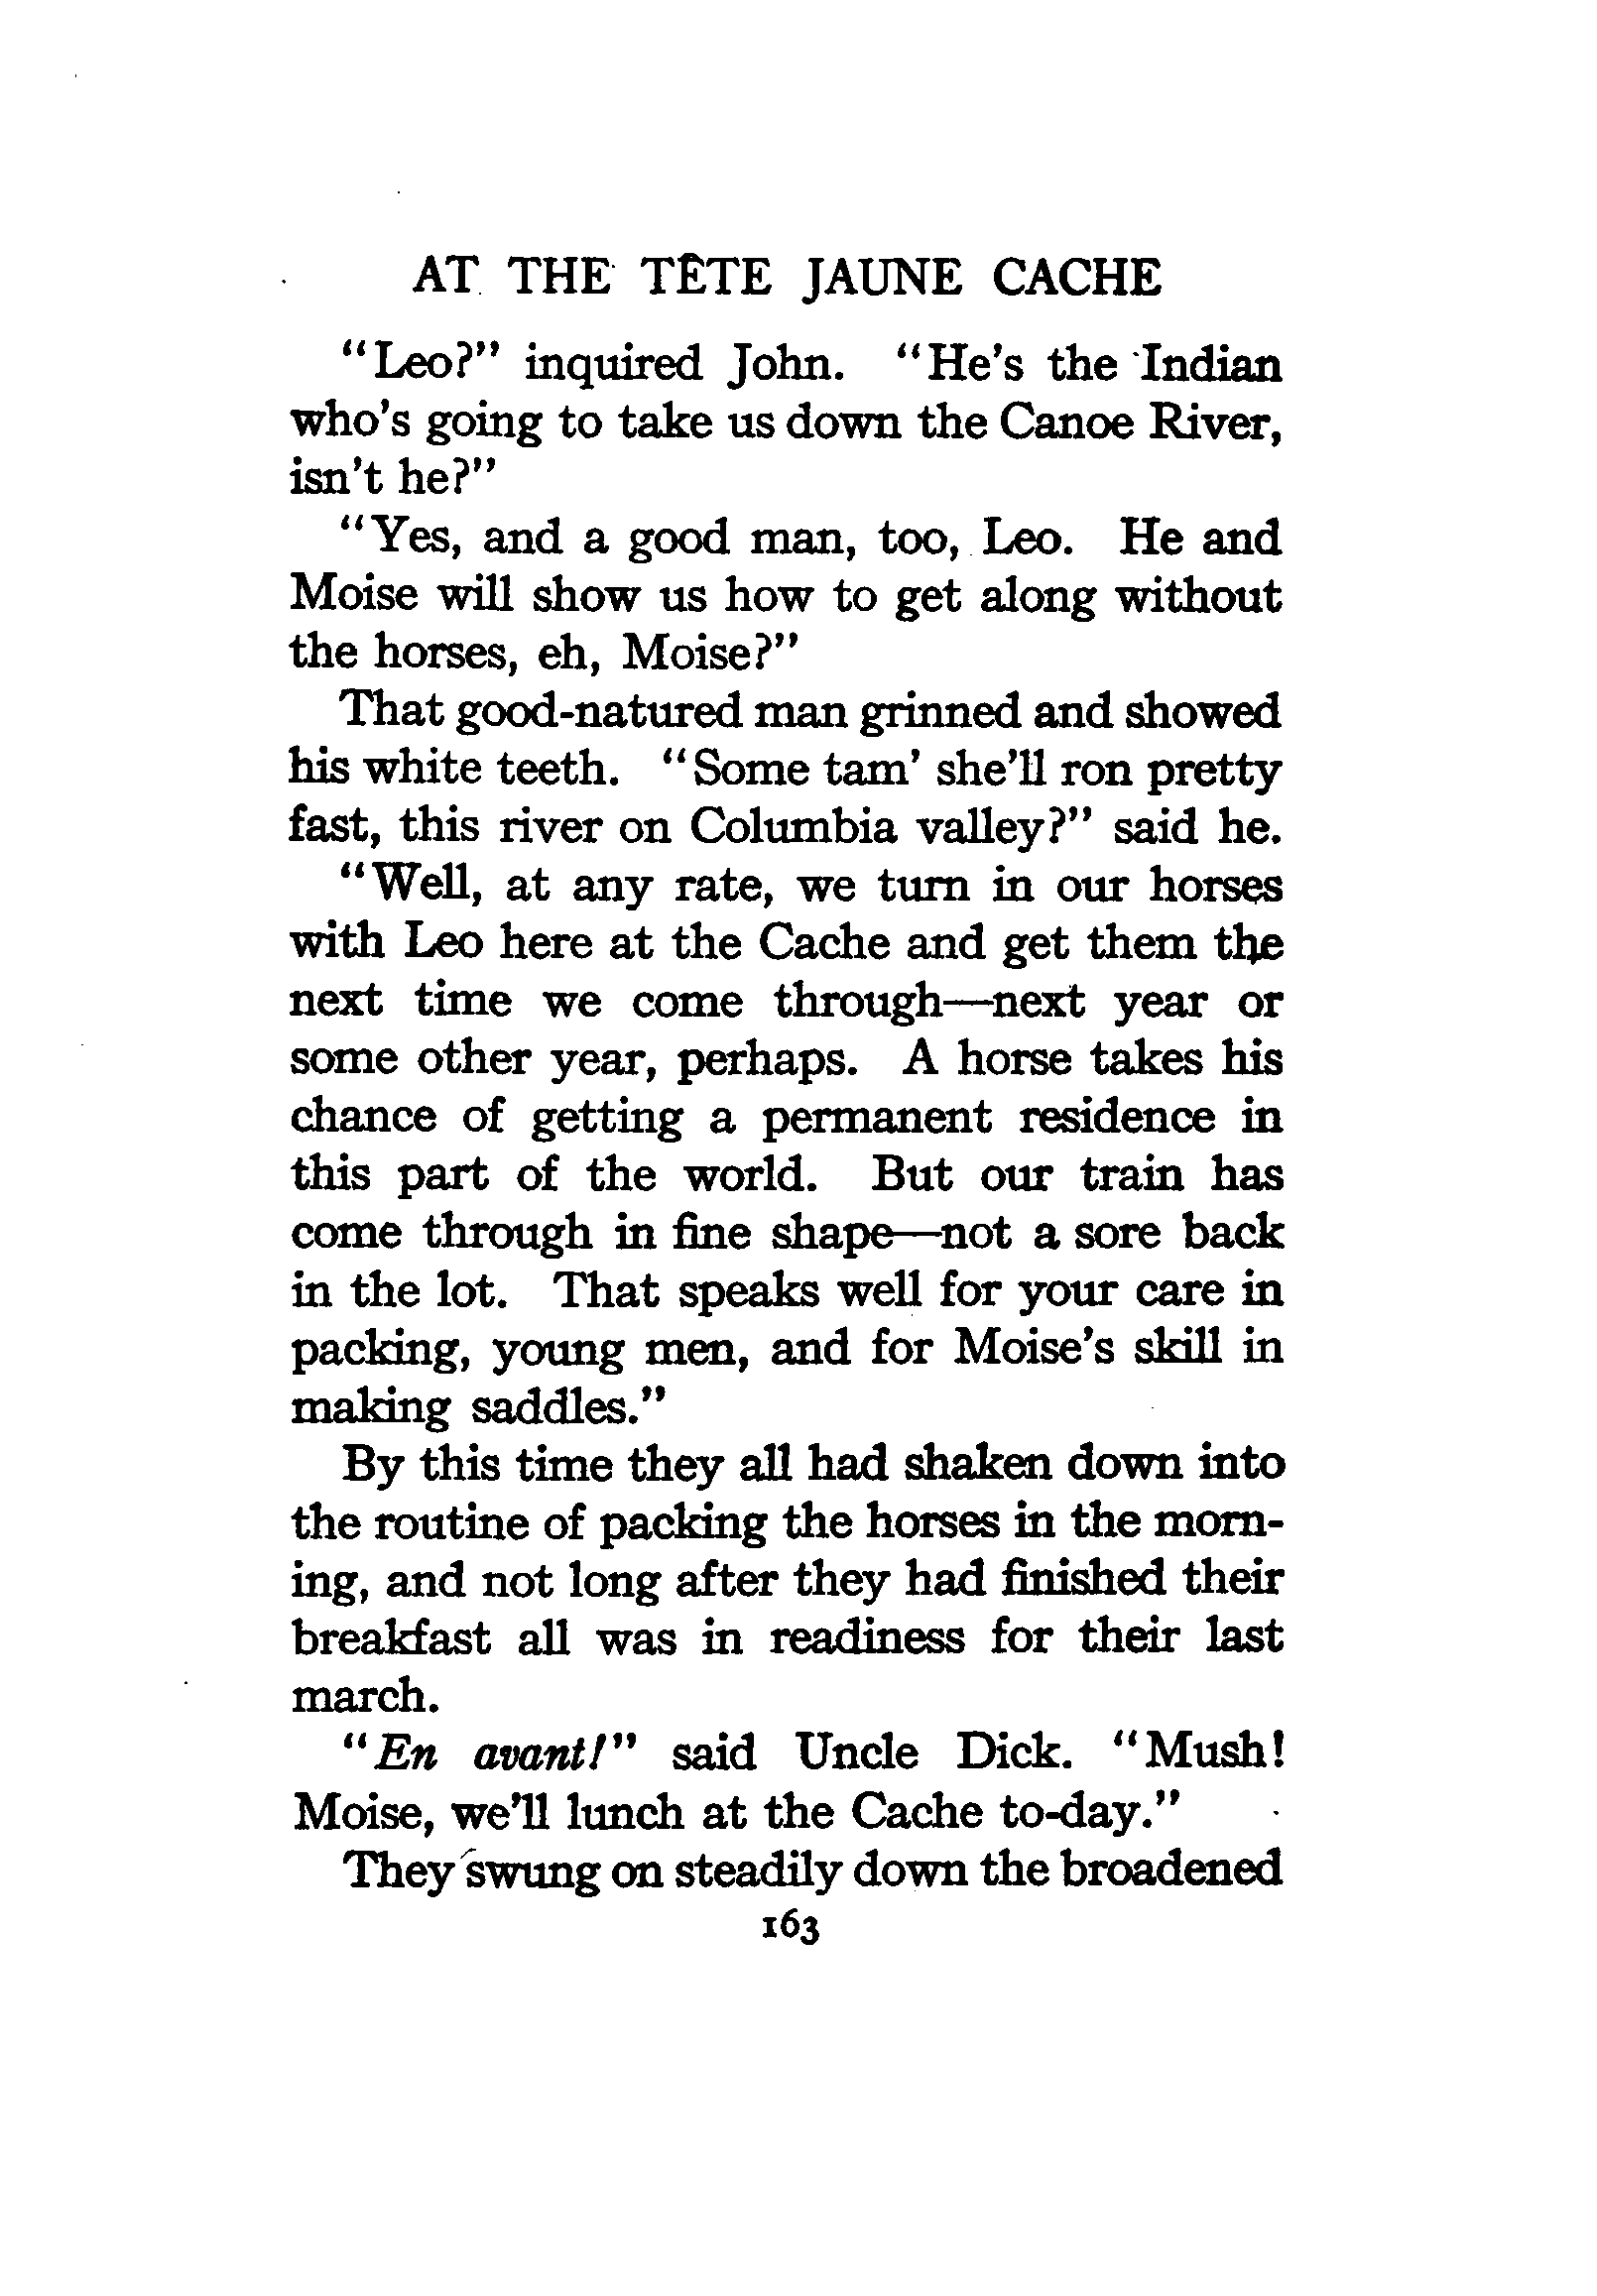 AT THE TÊTE JAUNE CACHE
"Leo?" inquired John. "He's the Indian
who's going to take us down the Canoe River,
isn't he?"
"Yes, and a good man, too, Leo. He and
Moise will show us how to get along without
the horses, eh, Moise?"
That good-natured man grinned and showed
his white teeth. "Some tam' she'll ron pretty
fast, this river on Columbia valley?" said he.
"Well, at any rate, we turn in our horses
with Leo here at the Cache and get them the
next time we come through—next year or
some other year, perhaps. A horse takes his
chance of getting a permanent residence in
this part of the world. But our train has
come through in fine shape—not a sore back
in the lot. That speaks well for your care in
packing, young men, and for Moise's skill in
making saddles."
By this time they all had shaken down into
the routine of packing the horses in the morn-
ing, and not long after they had finished their
breakfast all was in readiness for their last
march.
"En avant!" said Uncle Dick. "Mush!
Moise, we'll lunch at the Cache to-day."
They swung on steadily down the broadened
163